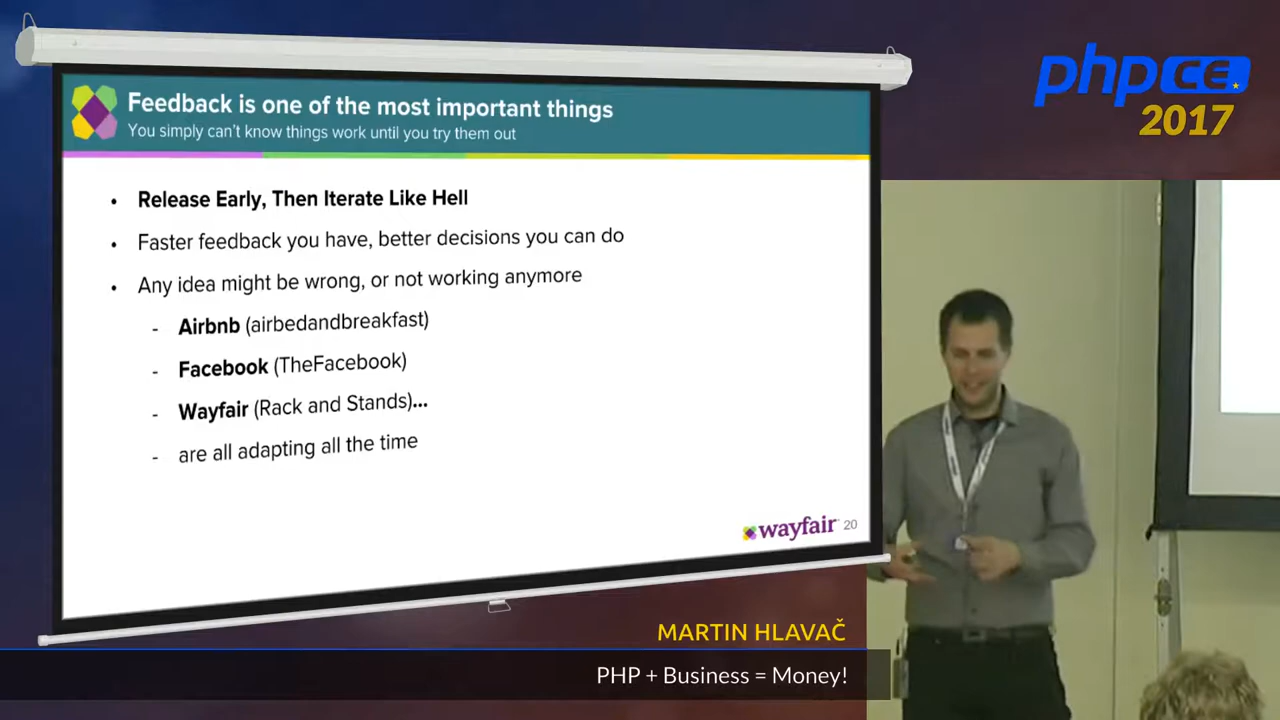 Feedback is one of the most important things
You simply can't know things work until you try them out
• Release Early, Then Iterate Like Hell
• Faster feedback you have, better decisions you can do
• Any idea might be wrong, or not working anymore
- Airbnb (airbedandbreakfast)
- Facebook (TheFacebook)
- Wayfair (Rack and Stands)...
- are all adapting all the time
wayfair 20
phpCE
2017
MARTIN HLAVAČ
PHP + Business = Money!